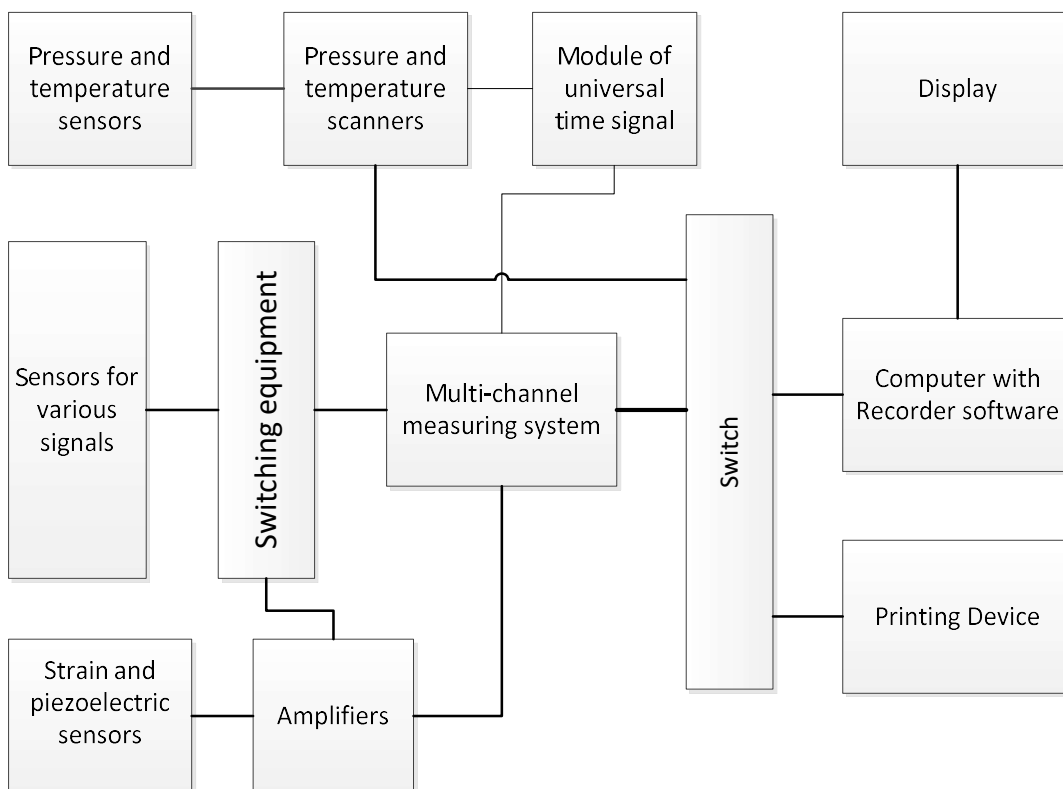 Pressure and
temperature
sensors
Pressure and
temperature
scanners
Module of
universal
time signal
Display
Sensors for
various
signals
Switching equipment
Multi-channel
measuring system
Switch
Computer with
Recorder software
Strain and
piezoelectric
sensors
Amplifiers
Printing Device